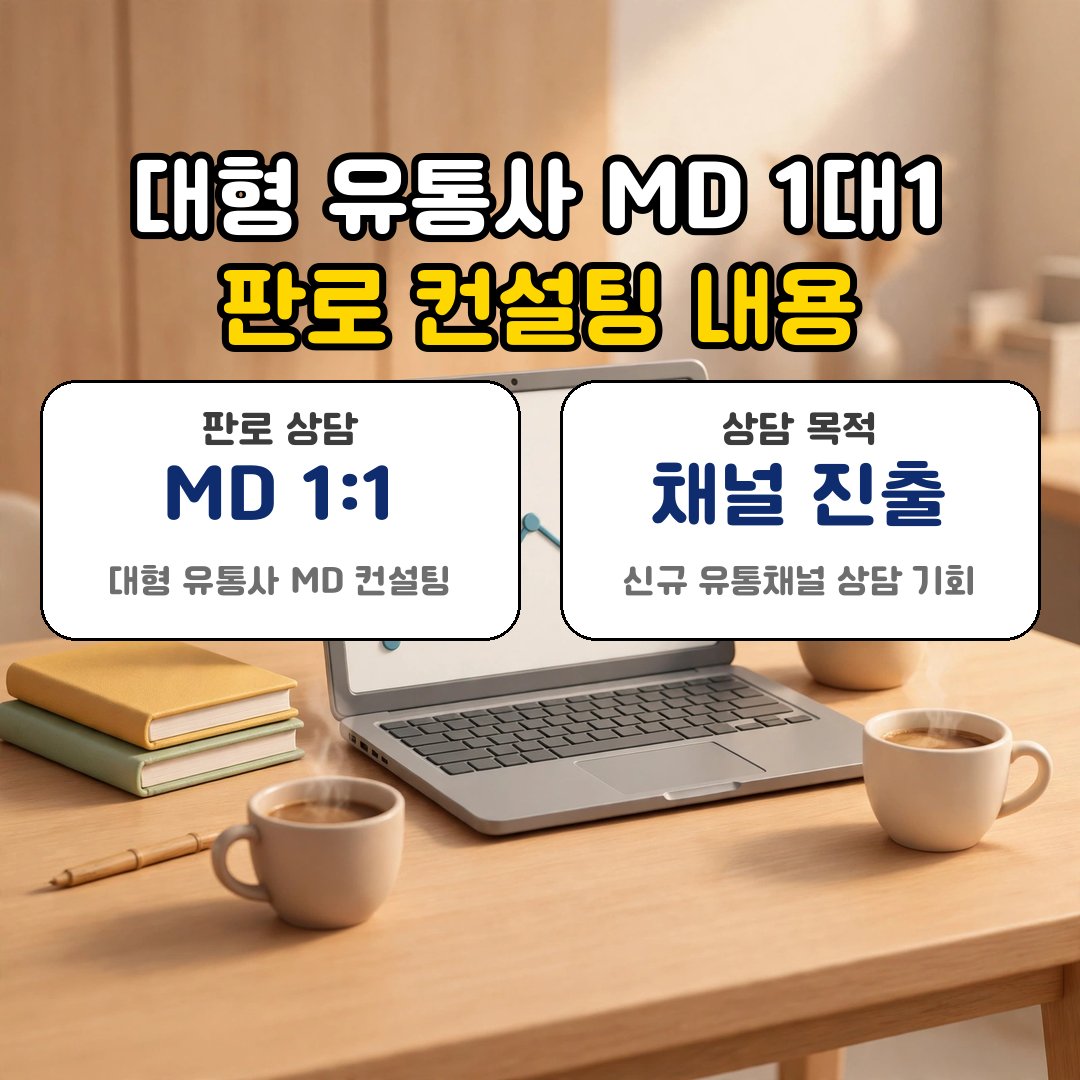 대형 유통사 MD 1대1
판로 컨설팅 내용
판로 상담
MD 1:1
대형 유통사 MD 컨설팅
상담 목적
채널 진출
신규 유통채널 상담 기회